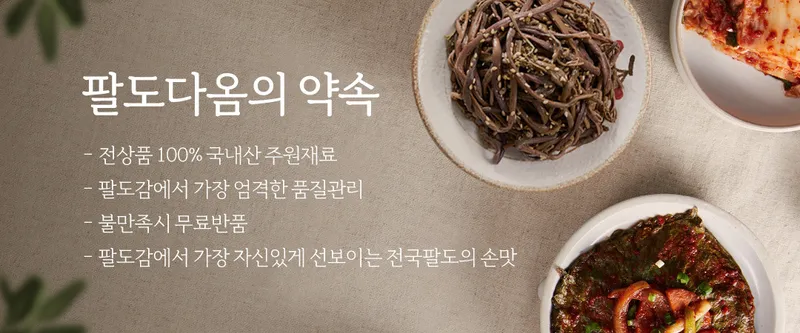 팔도다옴의 약속
- 전상품 100% 국내산 주원재료
- 팔도감에서 가장 엄격한 품질관리
- 불만족시 무료반품
- 팔도감에서 가장 자신있게 선보이는 전국팔도의 손맛